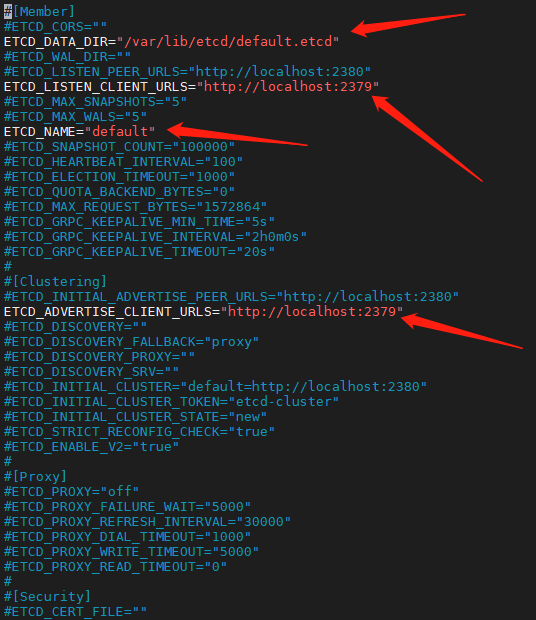 #[Member]
#ETCD_CORS=""
ETCD_DATA_DIR="/var/lib/etcd/default.etcd"
#ETCD_WAL_DIR=""
#ETCD_LISTEN_PEER_URLS="http://localhost:2380"
ETCD_LISTEN_CLIENT_URLS="http://localhost:2379"
#ETCD_MAX_SNAPSHOTS="5"
#ETCD_MAX_WALS="5"
ETCD_NAME="default"
#ETCD_SNAPSHOT_COUNT="100000"
#ETCD_HEARTBEAT_INTERVAL="100"
#ETCD_ELECTION_TIMEOUT="1000"
#ETCD_QUOTA_BACKEND_BYTES="0"
#ETCD_MAX_REQUEST_BYTES="1572864"
#ETCD_GRPC_KEEPALIVE_MIN_TIME="5s"
#ETCD_GRPC_KEEPALIVE_INTERVAL="2h0m0s"
#ETCD_GRPC_KEEPALIVE_TIMEOUT="20s"
#
#[Clustering]
#ETCD_INITIAL_ADVERTISE_PEER_URLS="http://localhost:2380"
ETCD_ADVERTISE_CLIENT_URLS="http://localhost:2379"
#ETCD_DISCOVERY=""
#ETCD_DISCOVERY_FALLBACK="proxy"
#ETCD_DISCOVERY_PROXY=""
#ETCD_DISCOVERY_SRV=""
#ETCD_INITIAL_CLUSTER="default=http://localhost:2380"
#ETCD_INITIAL_CLUSTER_TOKEN="etcd-cluster"
#ETCD_INITIAL_CLUSTER_STATE="new"
#ETCD_STRICT_RECONFIG_CHECK="true"
#ETCD_ENABLE_V2="true"
#
#[Proxy]
#ETCD_PROXY="off"
#ETCD_PROXY_FAILURE_WAIT="5000"
#ETCD_PROXY_REFRESH_INTERVAL="30000"
#ETCD_PROXY_DIAL_TIMEOUT="1000"
#ETCD_PROXY_WRITE_TIMEOUT="5000"
#ETCD_PROXY_READ_TIMEOUT="0"
#
#[Security]
#ETCD_CERT_FILE=""